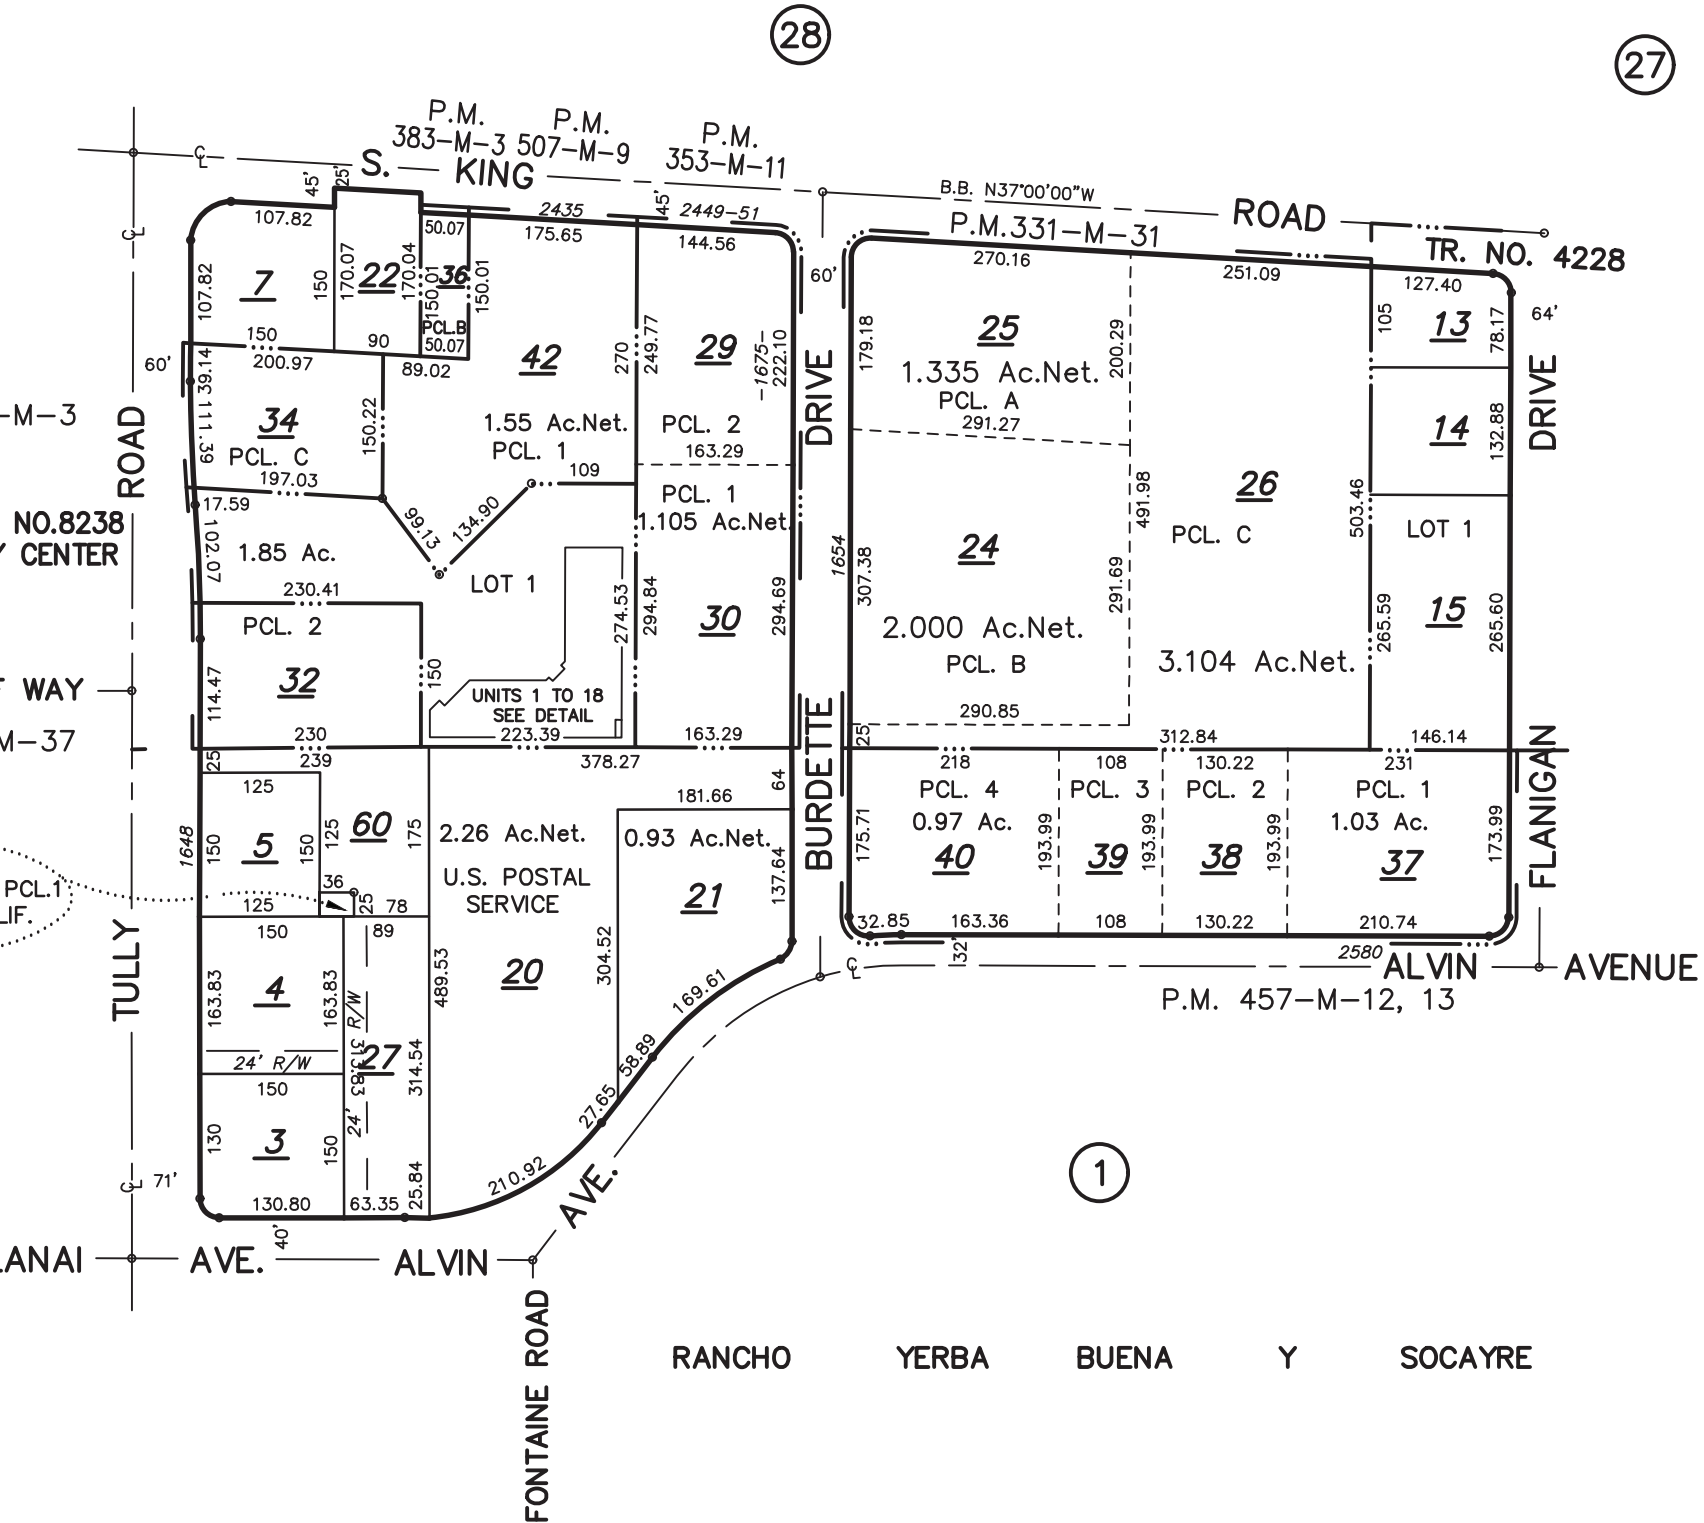 28
27
P.M.
383-M-3
P.M.
507-M-9
P.M.
353-M-11
S. KING ROAD
B.B. N37°00'00"W
P.M.331-M-31
TR. NO. 4228
45'
25'
2435
45'
2449-51
107.82
50.07
175.65
144.56
60'
270.16
251.09
127.40
64'
107.82
7
150
170.07
22
170.04
150.01
36
150.01
PCL.B
50.07
150
90
200.97
89.02
60'
39.14
111.39
34
PCL. C
197.03
150.22
42
1.55 Ac.Net.
PCL. 1
109
270
249.77
29
-1675-
222.10
PCL. 2
163.29
PCL. 1
1.105 Ac.Net.
179.18
25
1.335 Ac.Net.
PCL. A
291.27
200.29
105
13
78.17
14
132.88
-M-3
ROAD
DRIVE
DRIVE
NO.8238
Y CENTER
17.59
102.07
1.85 Ac.
99.13
134.90
LOT 1
230.41
PCL. 2
32
114.47
150
230
274.53
294.84
30
294.69
UNITS 1 TO 18
SEE DETAIL
223.39
163.29
1654
307.38
24
2.000 Ac.Net.
PCL. B
290.85
291.69
491.98
26
PCL. C
3.104 Ac.Net.
503.46
LOT 1
15
265.59
265.60
WAY
M-37
25
239
378.27
64
25
312.84
146.14
125
181.66
218
108
130.22
231
PCL. 4
PCL. 3
PCL. 2
PCL. 1
0.97 Ac.
1.03 Ac.
1648
150
5
150
125
60
175
2.26 Ac.Net.
0.93 Ac.Net.
U.S. POSTAL
SERVICE
21
137.64
175.71
40
193.99
39
193.99
38
193.99
37
173.99
BURDETTE
FLANIGAN
PCL.1
LIF.
36
25
125
78
150
89
32.85
163.36
108
130.22
210.74
32'
2580
ALVIN AVENUE
P.M. 457-M-12, 13
TULLY
163.83
4
163.83
R/W
24' R/W
313.83
27
24'
314.54
489.53
20
304.52
169.61
58.89
27.65
150
130
3
150
25.84
210.92
71'
130.80
63.35
40'
1
LANAI AVE. ALVIN AVE.
FONTAINE ROAD
RANCHO YERBA BUENA Y SOCAYRE